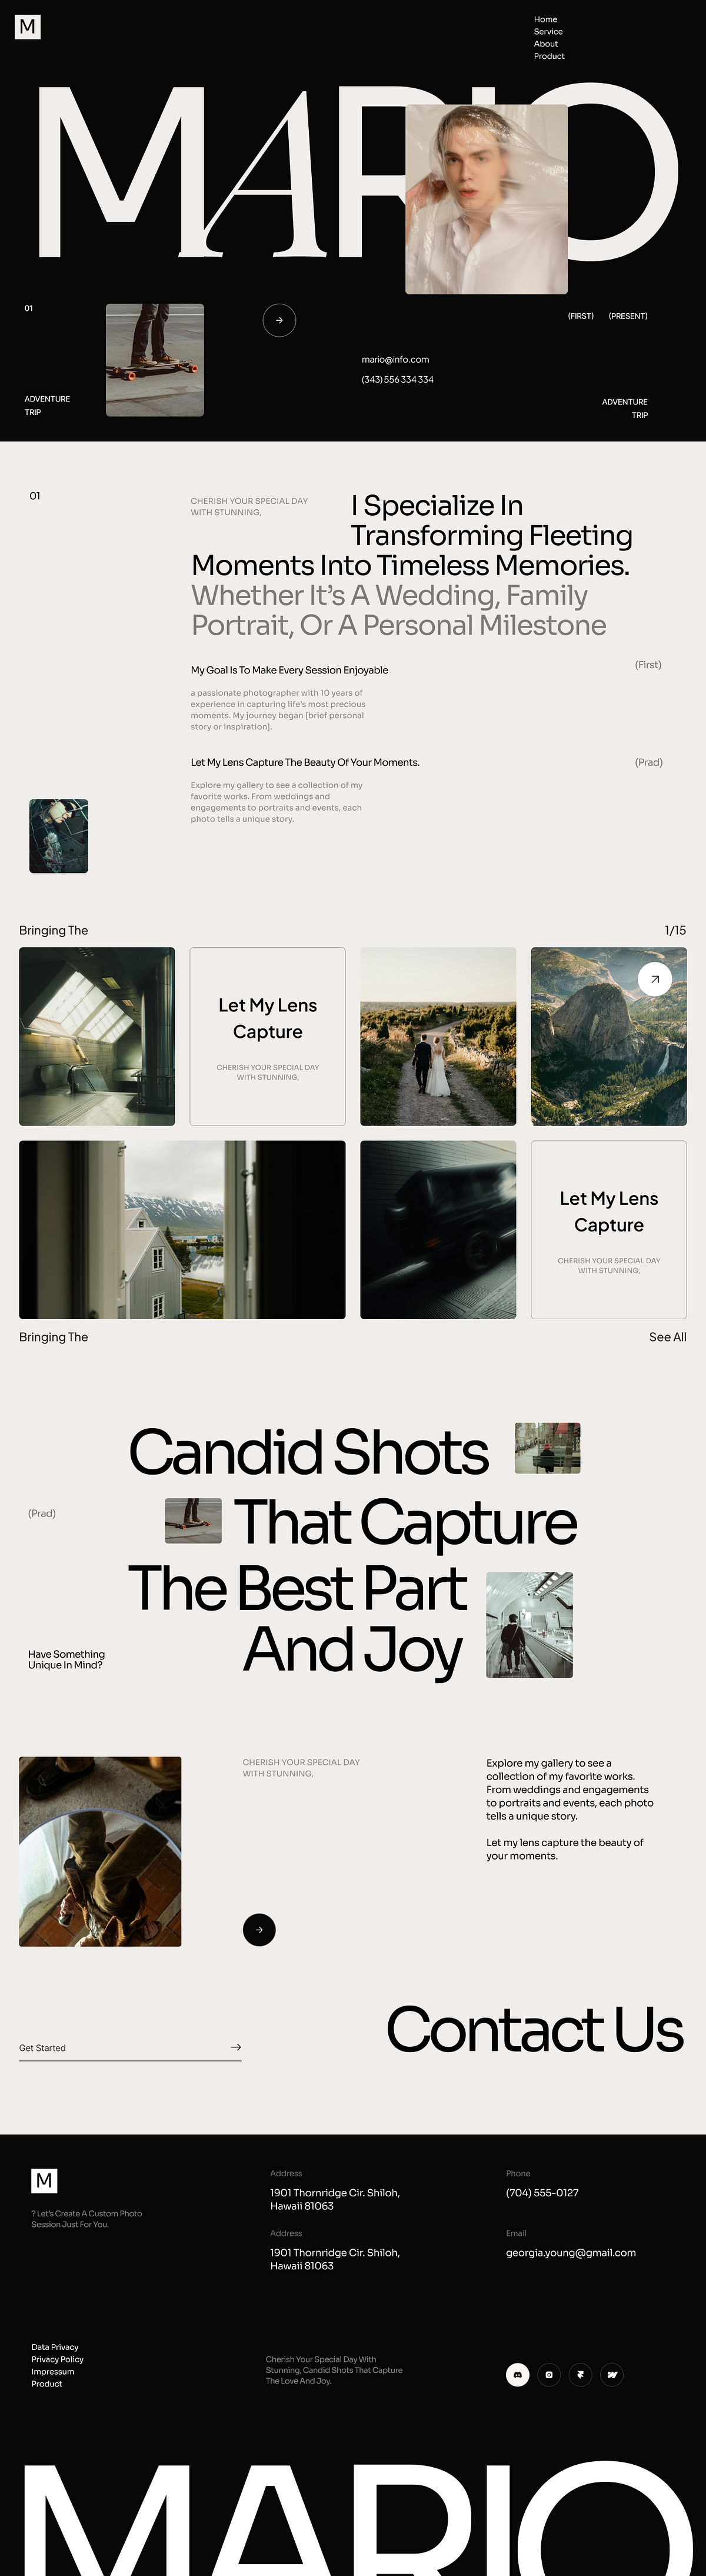 M
Home
Service
About
Product
MARIO
01
(FIRST) (PRESENT)
mario@info.com
(343) 556 334 334
ADVENTURE
TRIP
ADVENTURE
TRIP
01
CHERISH YOUR SPECIAL DAY
WITH STUNNING,
I Specialize In
Transforming Fleeting
Moments Into Timeless Memories.
Whether It's A Wedding, Family
Portrait, Or A Personal Milestone
My Goal Is To Make Every Session Enjoyable
(First)
a passionate photographer with 10 years of
experience in capturing life's most precious
moments. My journey began [brief personal
story or inspiration].
Let My Lens Capture The Beauty Of Your Moments.
(Prad)
Explore my gallery to see a collection of my
favorite works. From weddings and
engagements to portraits and events, each
photo tells a unique story.
Bringing The
1/15
Let My Lens
Capture
CHERISH YOUR SPECIAL DAY
WITH STUNNING,
Let My Lens
Capture
CHERISH YOUR SPECIAL DAY
WITH STUNNING,
Bringing The
See All
Candid Shots
(Prad)
That Capture
The Best Part
And Joy
Have Something
Unique In Mind?
CHERISH YOUR SPECIAL DAY
WITH STUNNING,
Explore my gallery to see a
collection of my favorite works.
From weddings and engagements
to portraits and events, each photo
tells a unique story.
Let my lens capture the beauty of
your moments.
Contact Us
Get Started
M
? Let's Create A Custom Photo
Session Just For You.
Address
1901 Thornridge Cir. Shiloh,
Hawaii 81063
Phone
(704) 555-0127
Address
1901 Thornridge Cir. Shiloh,
Hawaii 81063
Email
georgia.young@gmail.com
Data Privacy
Privacy Policy
Impressum
Product
Cherish Your Special Day With
Stunning, Candid Shots That Capture
The Love And Joy.
MARIO